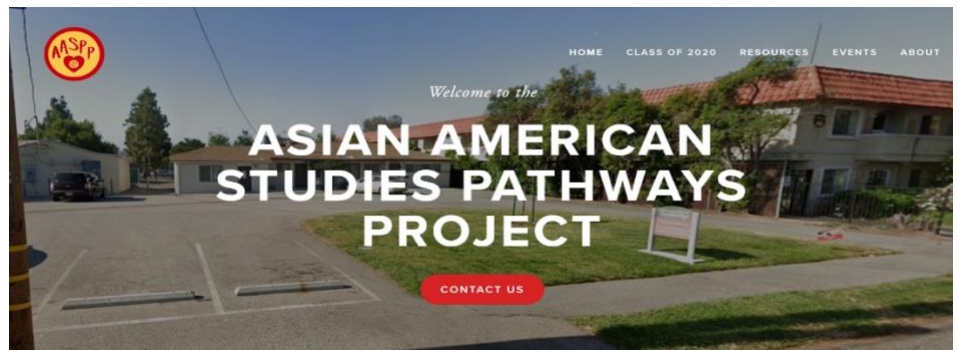 AASPP
HOME CLASS OF 2020 RESOURCES EVENTS ABOUT
Welcome to the
ASIAN AMERICAN
STUDIES PATHWAYS
PROJECT
CONTACT US